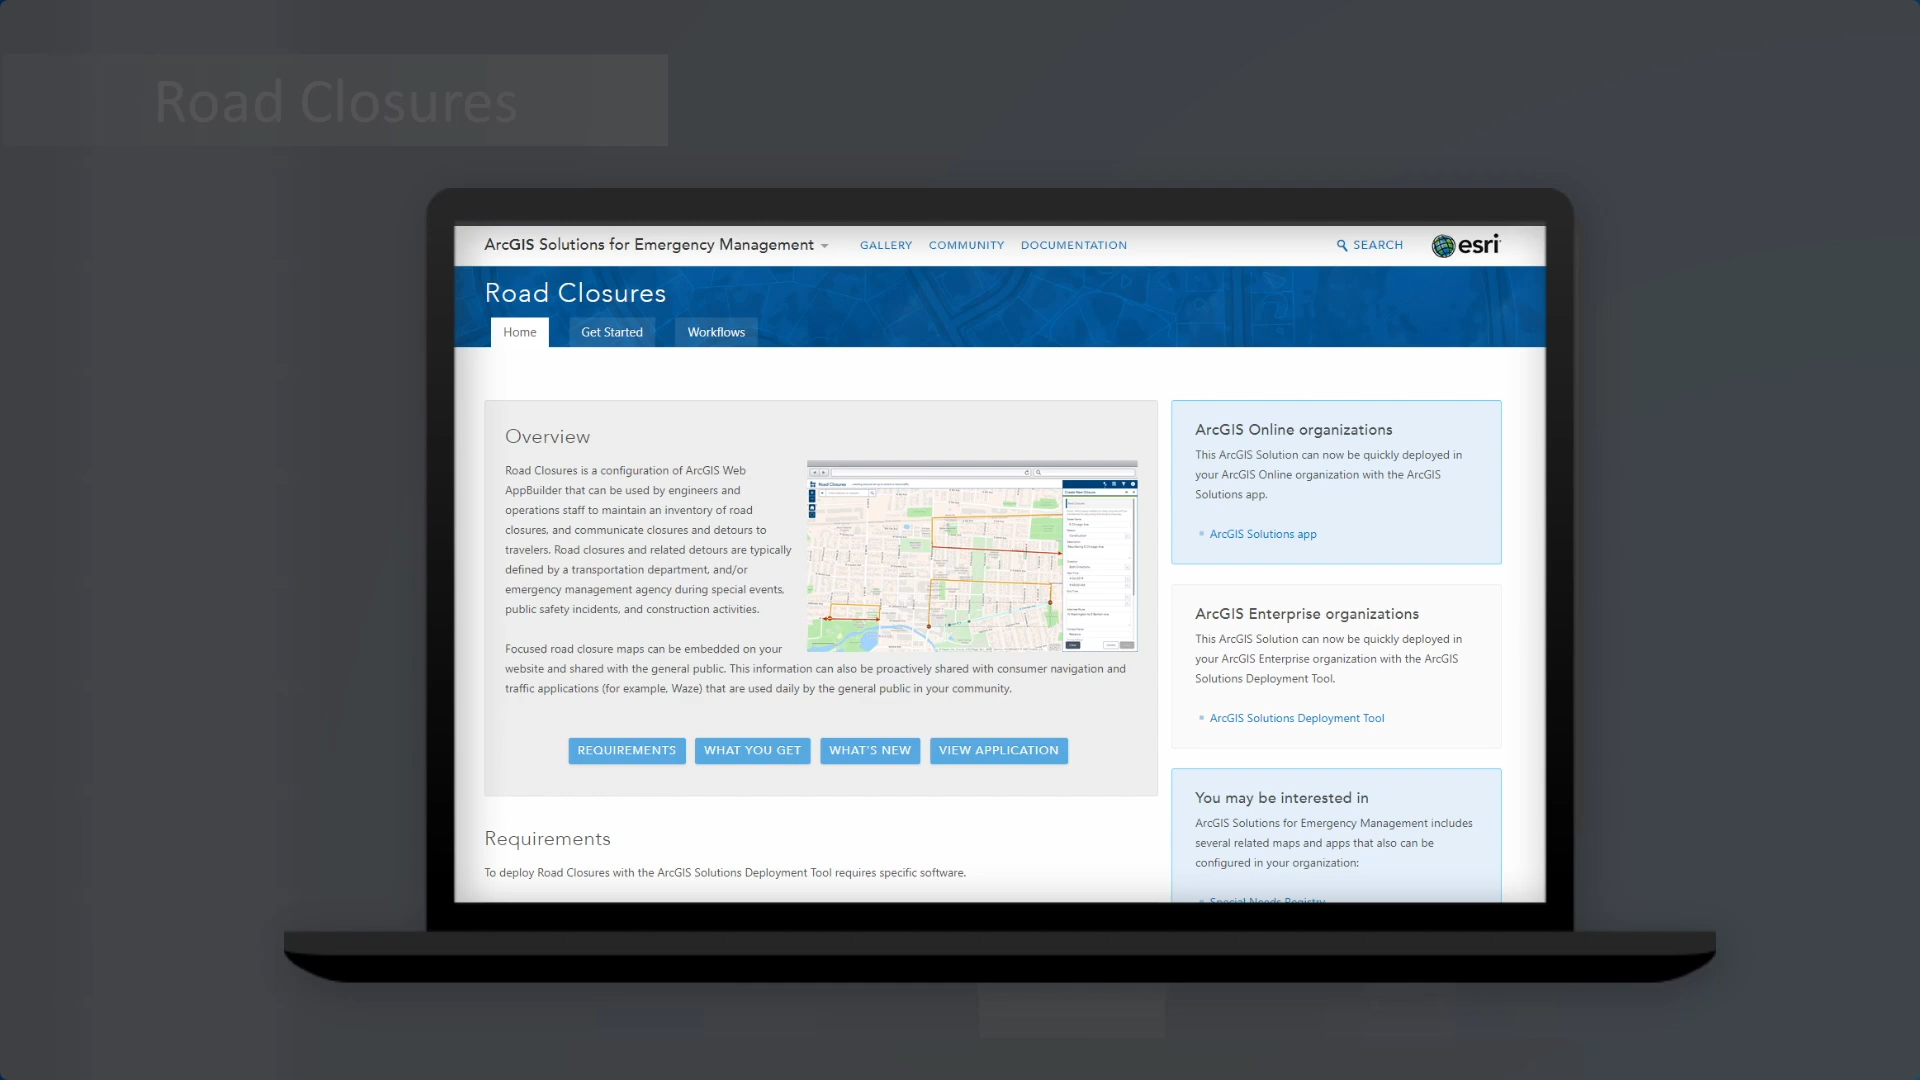 Road Closures
ArcGIS Solutions for Emergency Management
GALLERY
COMMUNITY
DOCUMENTATION
SEARCH
esri
Road Closures
Home
Get Started
Workflows
Overview
Road Closures is a configuration of ArcGIS Web
AppBuilder that can be used by engineers and
operations staff to maintain an inventory of road
closures, and communicate closures and detours to
travelers. Road closures and related detours are typically
defined by a transportation department, and/or
emergency management agency during special events,
public safety incidents, and construction activities.
Focused road closure maps can be embedded on your
website and shared with the general public. This information can also be proactively shared with consumer navigation and
traffic applications (for example, Waze) that are used daily by the general public in your community.
Road Closures
REQUIREMENTS
WHAT YOU GET
WHAT'S NEW
VIEW APPLICATION
Requirements
To deploy Road Closures with the ArcGIS Solutions Deployment Tool requires specific software.
ArcGIS Online organizations
This ArcGIS Solution can now be quickly deployed in
your ArcGIS Online organization with the ArcGIS
Solutions app.
ArcGIS Solutions app
ArcGIS Enterprise organizations
This ArcGIS Solution can now be quickly deployed in
your ArcGIS Enterprise organization with the ArcGIS
Solutions Deployment Tool.
ArcGIS Solutions Deployment Tool
You may be interested in
ArcGIS Solutions for Emergency Management includes
several related maps and apps that also can be
configured in your organization:
Special Needs Registry